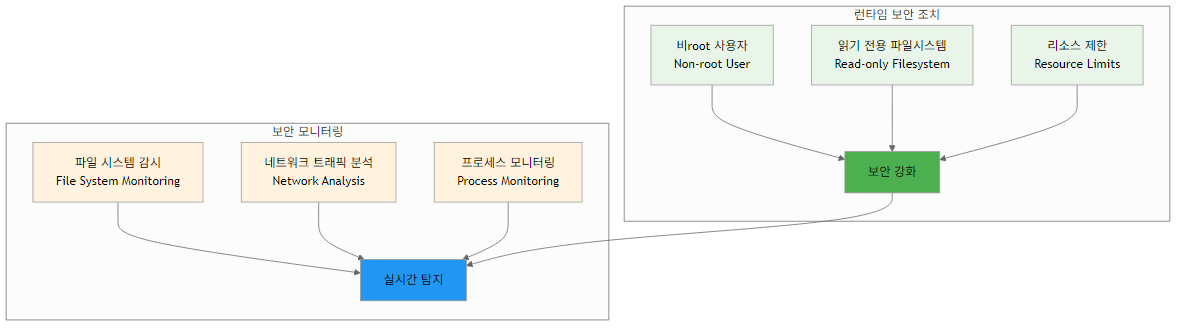 런타임 보안 조치
비root 사용자
Non-root User
읽기 전용 파일시스템
Read-only Filesystem
리소스 제한
Resource Limits
보안 강화
보안 모니터링
파일 시스템 감시
File System Monitoring
네트워크 트래픽 분석
Network Analysis
프로세스 모니터링
Process Monitoring
실시간 탐지